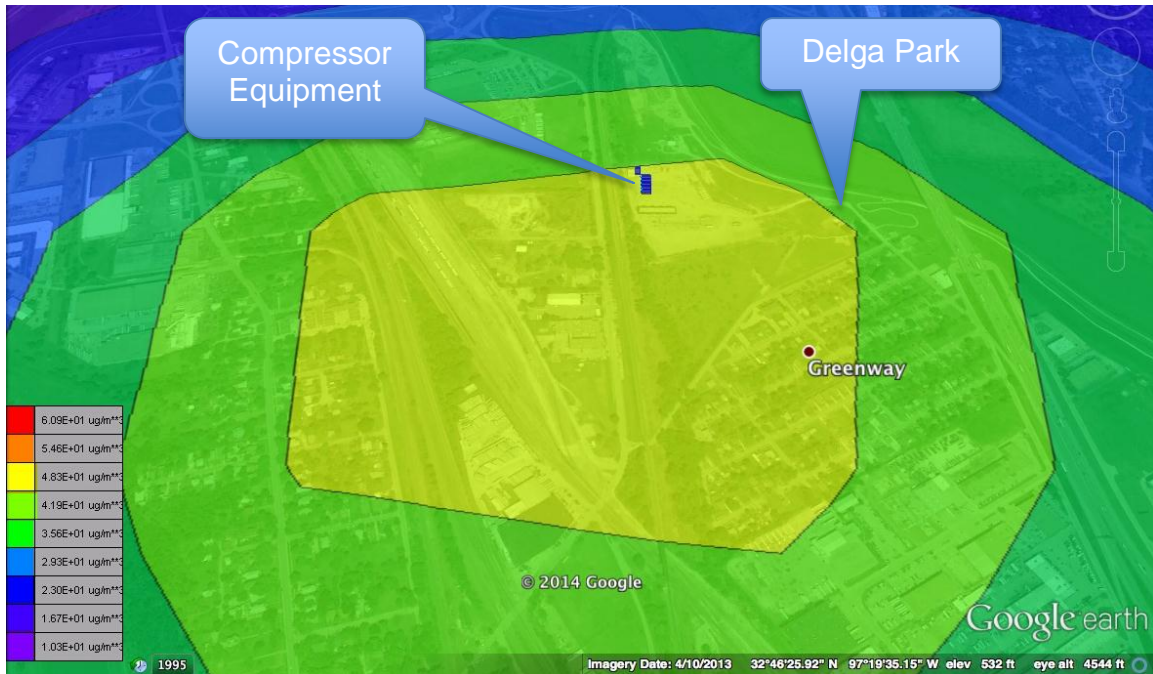 Compressor
Equipment
Delga Park
Greenway
6.09E+01 ug/m**3
5.46E+01 ug/m**3
4.83E+01 ug/m**3
4.19E+01 ug/m**3
3.56E+01 ug/m**3
2.93E+01 ug/m**3
2.30E+01 ug/m**3
1.67E+01 ug/m**3
1.03E+01 ug/m**3
© 2014 Google
Google earth
1995
Imagery Date: 4/10/2013 32°46'25.92" N 97°19'35.15" W elev 532 ft eye alt 4544 ft